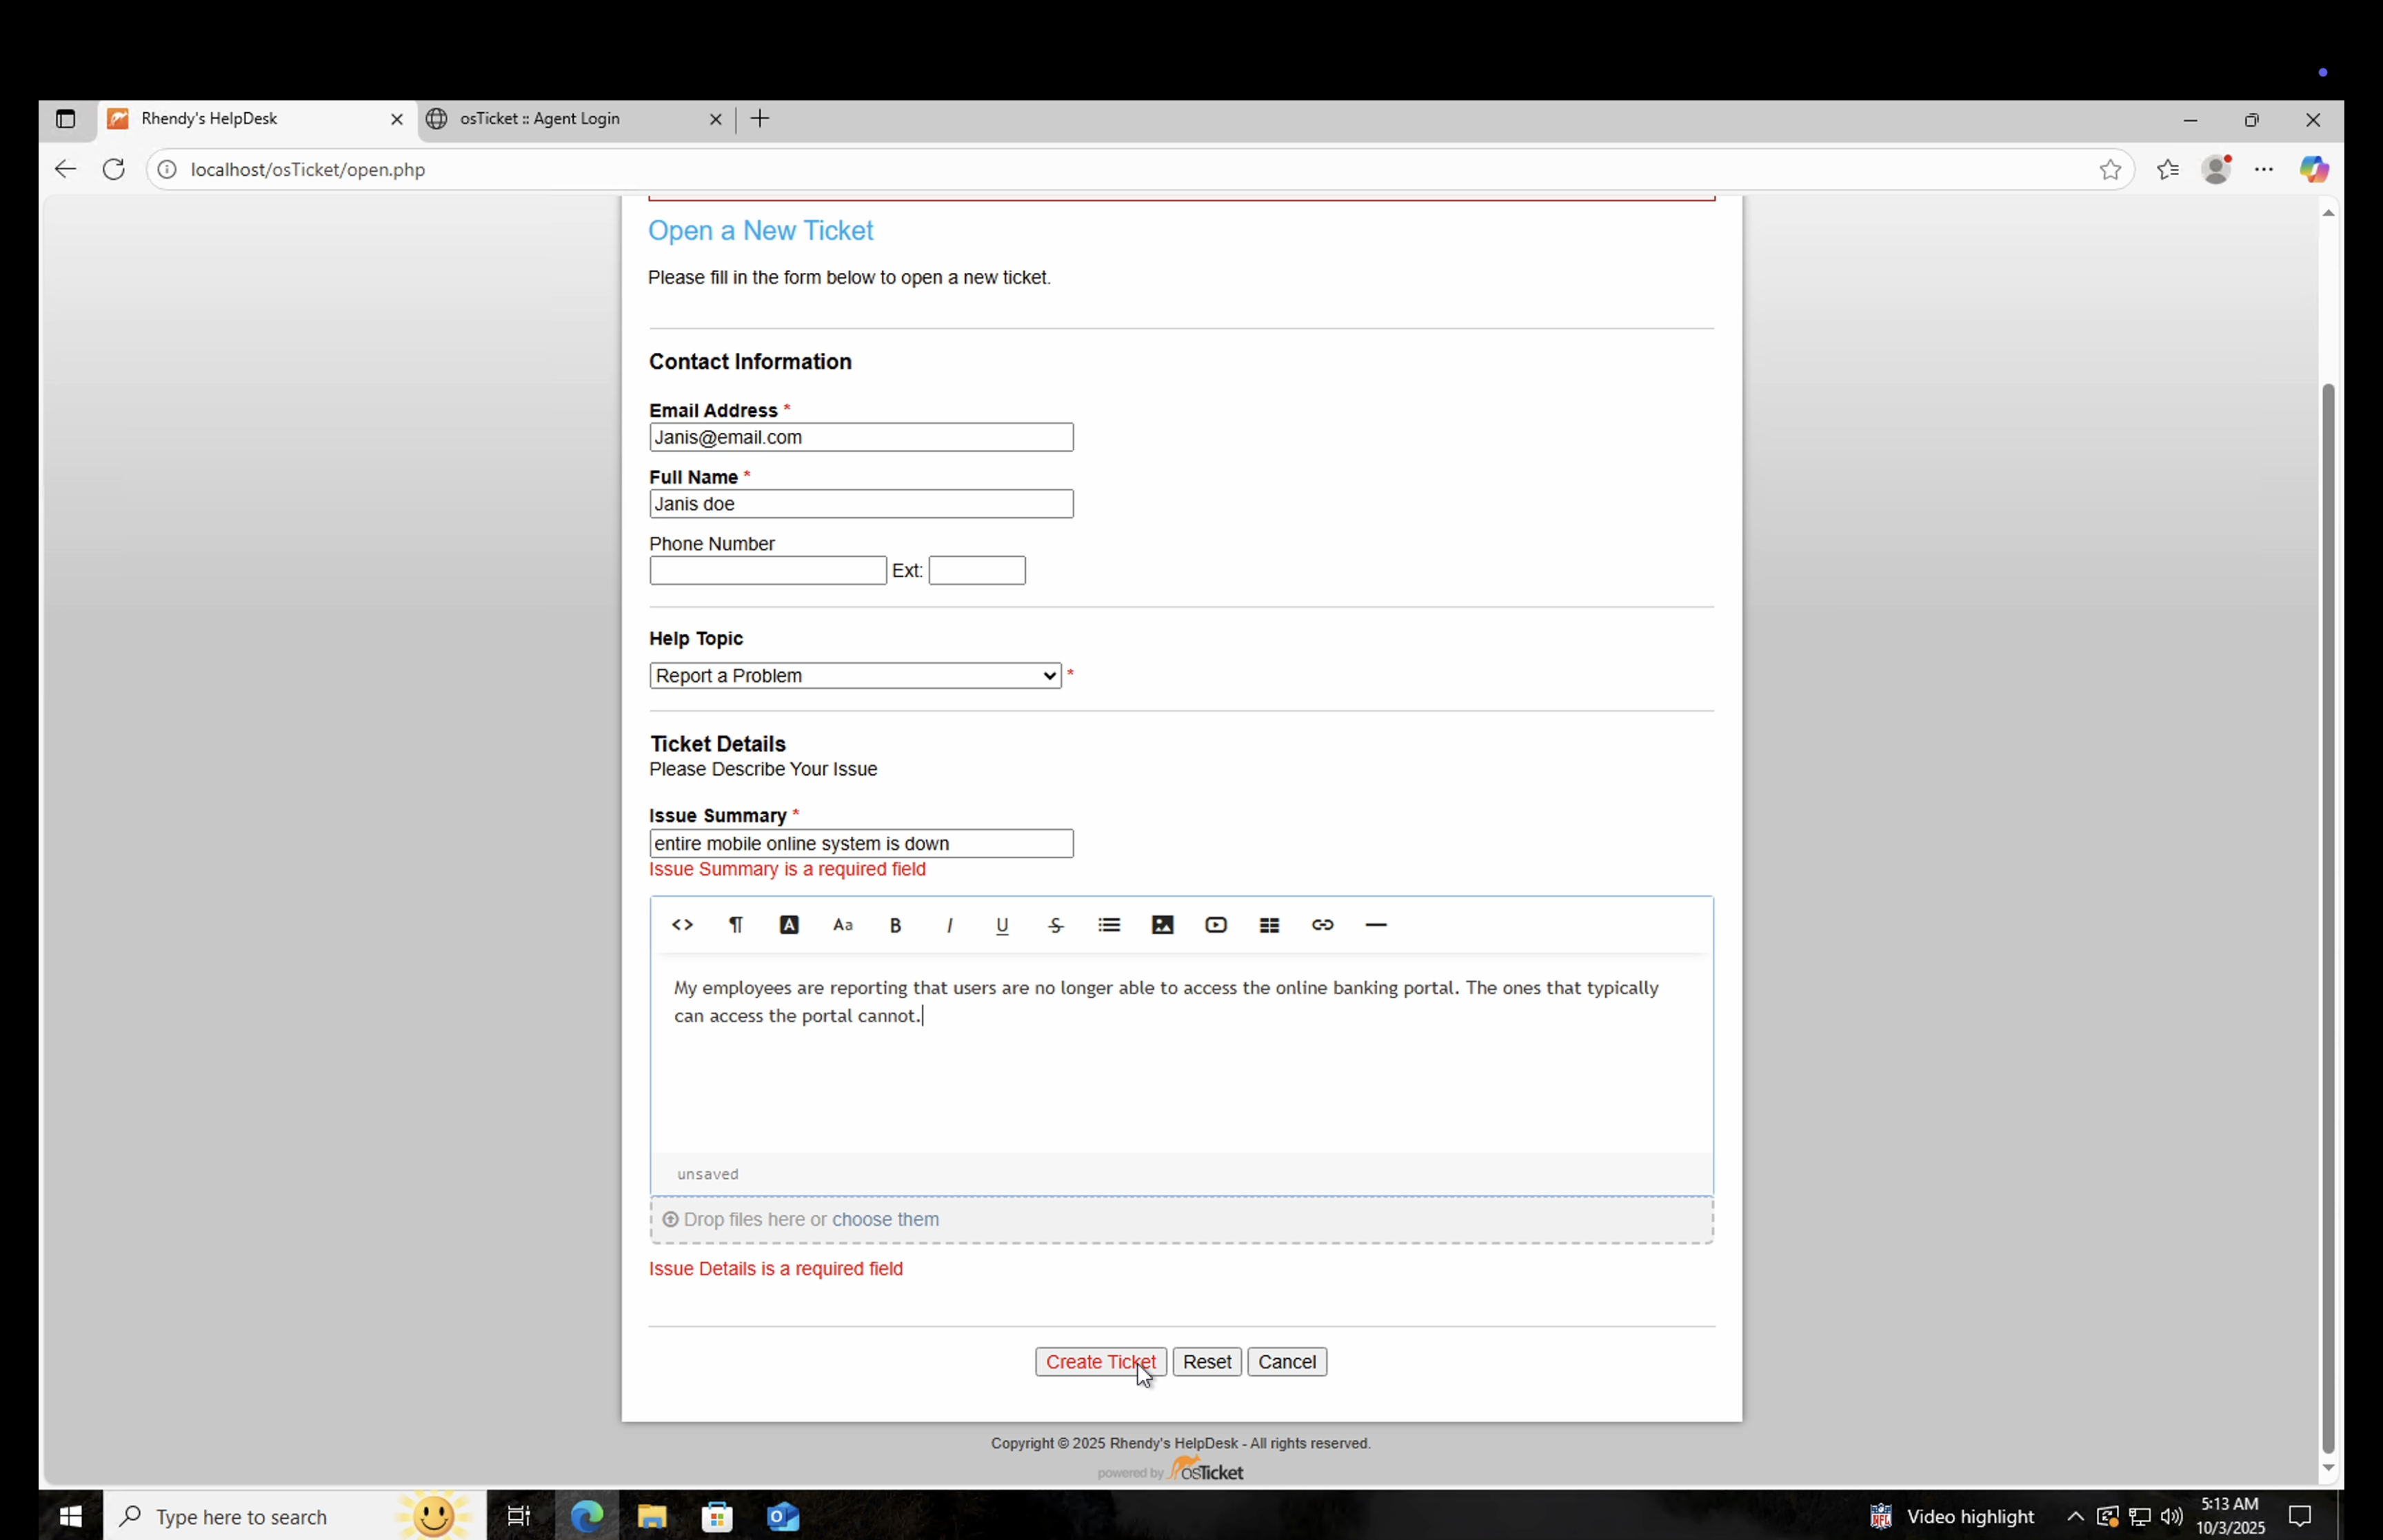 Rhendy's HelpDesk
osTicket :: Agent Login
localhost/osTicket/open.php
Open a New Ticket
Please fill in the form below to open a new ticket.
Contact Information
Email Address *
Janis@email.com
Full Name *
Janis doe
Phone Number
Ext:
Help Topic
Report a Problem *
Ticket Details
Please Describe Your Issue
Issue Summary *
entire mobile online system is down
Issue Summary is a required field
<> ¶ A Aa B I U S
My employees are reporting that users are no longer able to access the online banking portal. The ones that typically
can access the portal cannot.
unsaved
Drop files here or choose them
Issue Details is a required field
Create Ticket Reset Cancel
Copyright © 2025 Rhendy's HelpDesk - All rights reserved.
powered by osTicket
Type here to search
NFL Video highlight
5:13 AM
10/3/2025